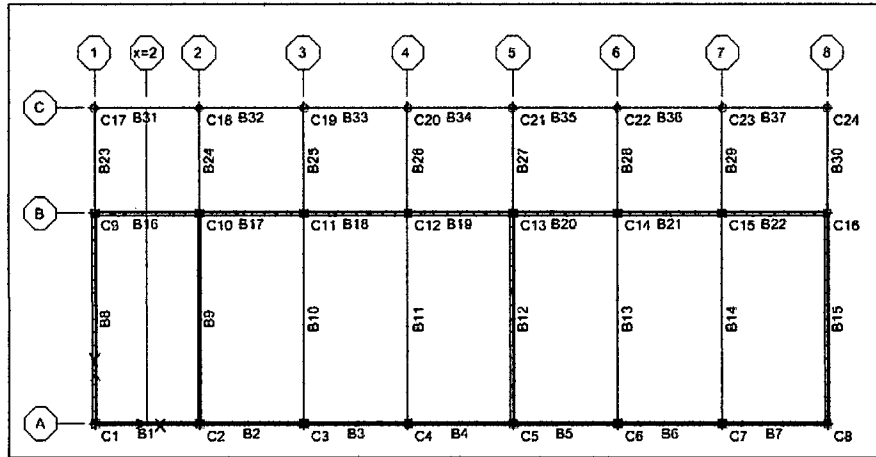 1 x=2 2 3 4 5 6 7 8
C
C17 B31 C18 B32 C19 B33 C20 B34 C21 B35 C22 B36 C23 B37 C24
B23 B24 B25 B26 B27 B28 B29 B30
B
C9 B16 C10 B17 C11 B18 C12 B19 C13 B20 C14 B21 C15 B22 C16
B8 B9 B10 B11 B12 B13 B14 B15
A
C1 B1 C2 B2 C3 B3 C4 B4 C5 B5 C6 B6 C7 B7 C8